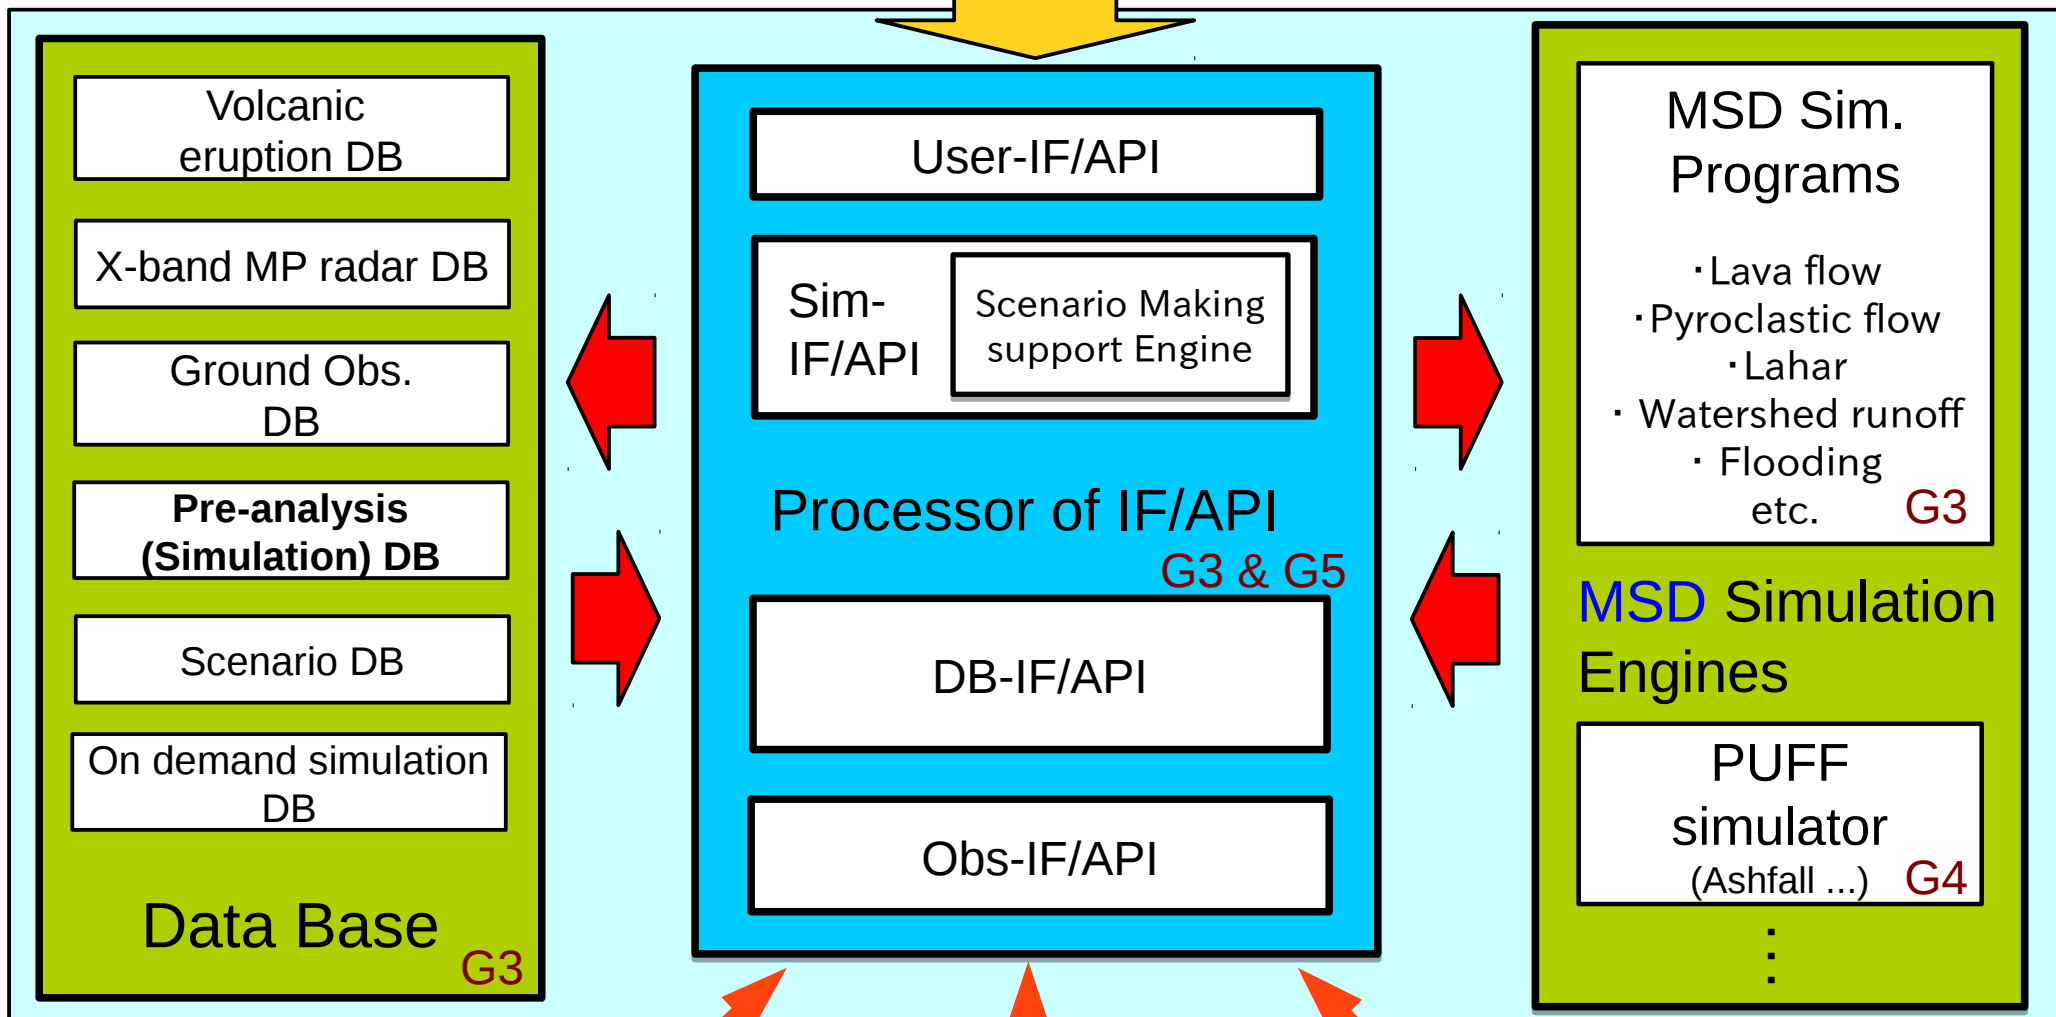 Volcanic
eruption DB
X-band MP radar DB
Ground Obs.
DB
Pre-analysis
(Simulation) DB
Scenario DB
On demand simulation
DB
Data Base
G3
User-IF/API
Sim-
IF/API
Scenario Making
support Engine
Processor of IF/API
G3 & G5
DB-IF/API
Obs-IF/API
MSD Sim.
Programs
・Lava flow
・Pyroclastic flow
・Lahar
・ Watershed runoff
・ Flooding
etc.
G3
MSD Simulation
Engines
PUFF
simulator
(Ashfall ...)
G4
⋮